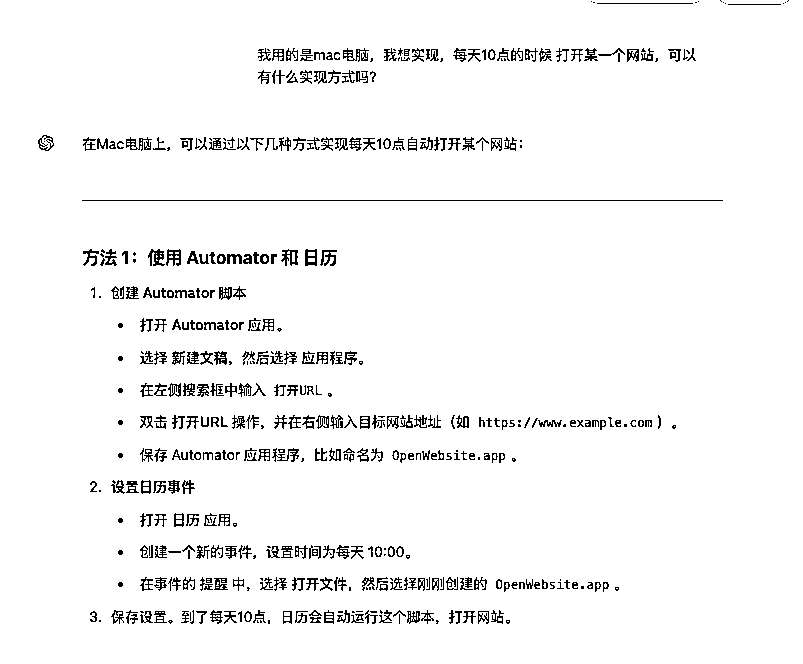 我用的是mac电脑，我想实现，每天10点的时候 打开某一个网站，可以
有什么实现方式吗？
在Mac电脑上，可以通过以下几种方式实现每天10点自动打开某个网站：
方法 1：使用 Automator 和 日历
1. 创建 Automator 脚本
• 打开 Automator 应用。
• 选择 新建文稿，然后选择 应用程序。
• 在左侧搜索框中输入 打开URL 。
• 双击 打开URL 操作，并在右侧输入目标网站地址（如 https://www.example.com ）。
• 保存 Automator 应用程序，比如命名为 OpenWebsite.app 。
2. 设置日历事件
• 打开 日历 应用。
• 创建一个新的事件，设置时间为每天 10:00。
• 在事件的 提醒 中，选择 打开文件，然后选择刚刚创建的 OpenWebsite.app 。
3. 保存设置。到了每天10点，日历会自动运行这个脚本，打开网站。